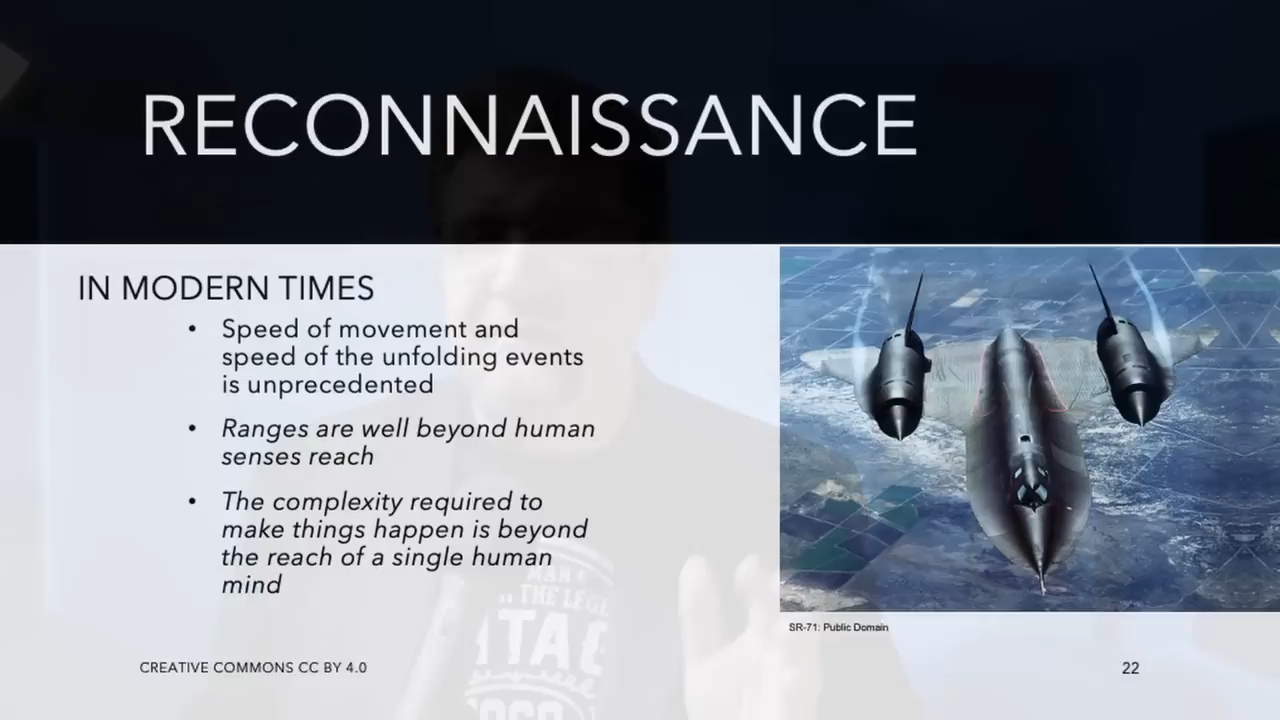 RECONNAISSANCE
IN MODERN TIMES
• Speed of movement and
speed of the unfolding events
is unprecedented
• Ranges are well beyond human
senses reach
• The complexity required to
make things happen is beyond
the reach of a single human
mind
MAN
THE
SR-71: Public Domain
CREATIVE COMMONS CC BY 4.0
22